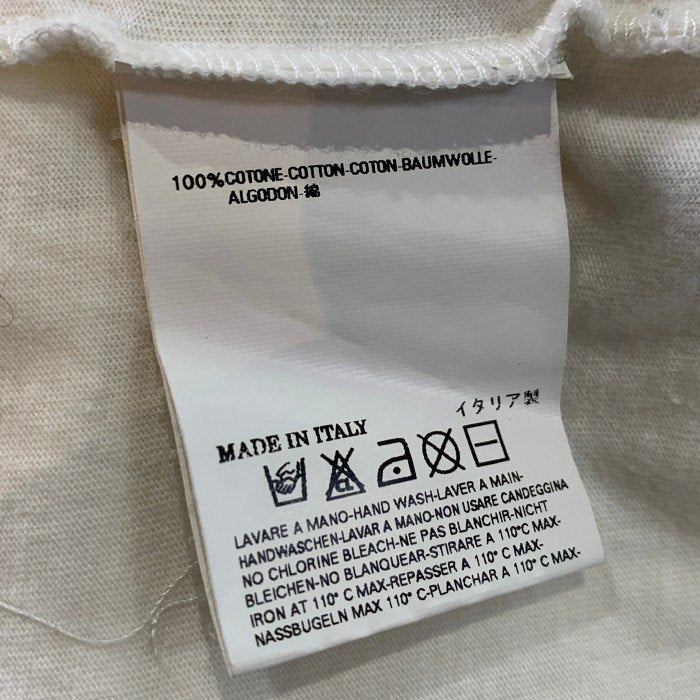 100%COTONE-COTTON-COTON-BAUMWOLLE-
ALGODON-綿
MADE IN ITALY イタリア製
CL
LAVARE A MANO-HAND WASH-LAVER A MAIN-
HANDWASCHEN-LAVAR A MANO-NON USARE CANDEGGINA
NO CHLORINE BLEACH-NE PAS BLANCHIR-NICHT
BLEICHEN-NO BLANQUEAR-STIRARE A 110°C MAX-
IRON AT 110° C MAX-REPASSER A 110° C MAX-
NASSBUGELN MAX 110° C-PLANCHAR A 110° C MAX-